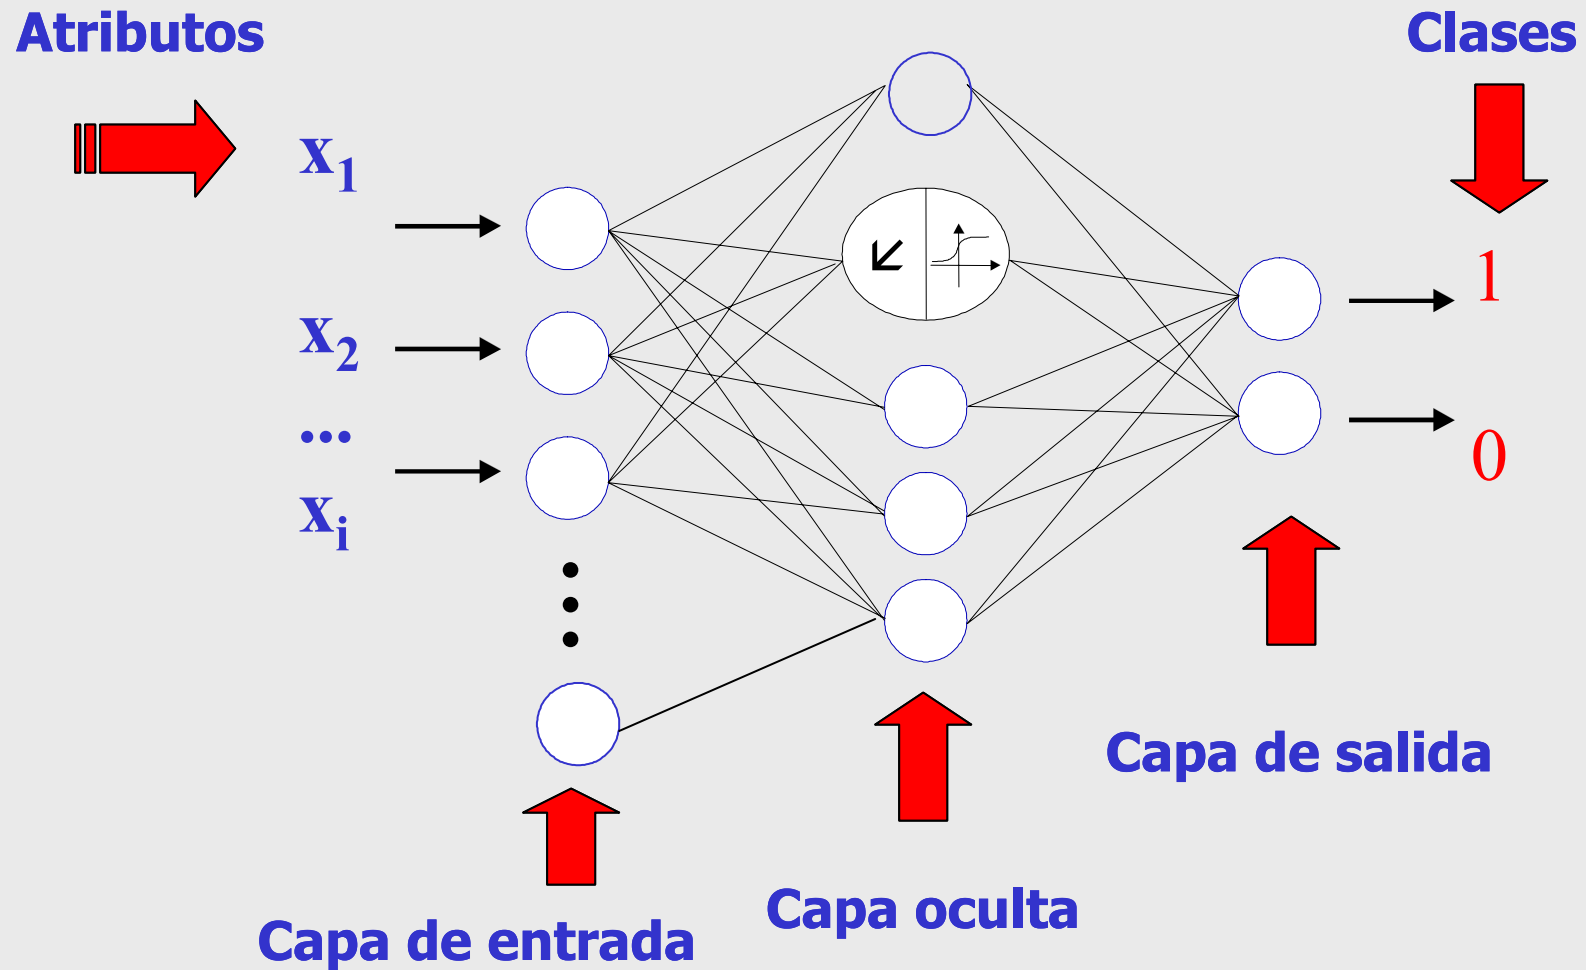 Atributos
Clases
x1
x2
...
xi
1
0
Capa de salida
Capa oculta
Capa de entrada